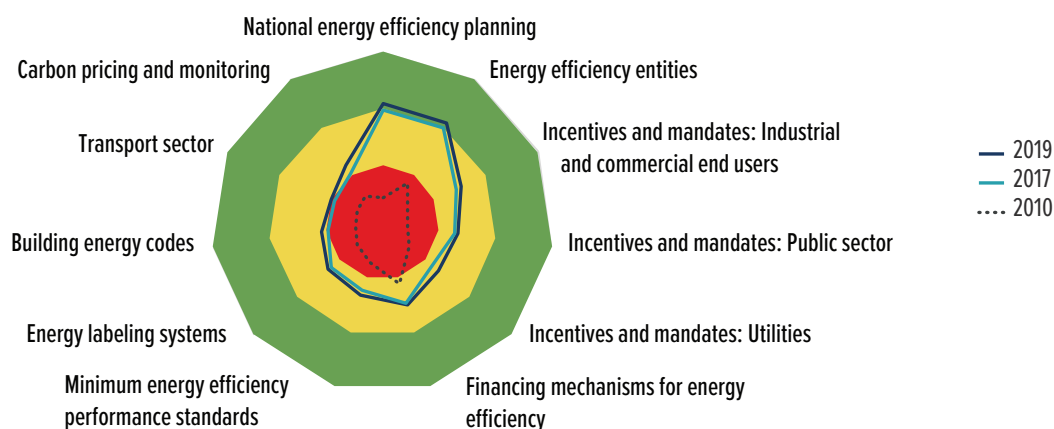 National energy efficiency planning
Carbon pricing and monitoring
Energy efficiency entities
Transport sector
Incentives and mandates: Industrial
and commercial end users
2019
2017
2010
Building energy codes
Incentives and mandates: Public sector
Energy labeling systems
Incentives and mandates: Utilities
Minimum energy efficiency
performance standards
Financing mechanisms for energy
efficiency